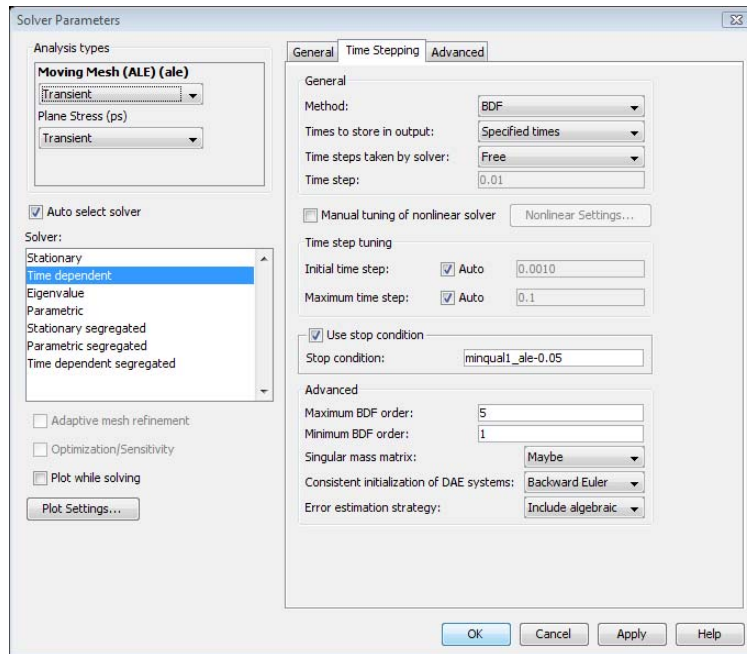 Solver Parameters
Analysis types
Moving Mesh (ALE) (ale)
Transient
Plane Stress (ps)
Transient
Auto select solver
Solver:
Stationary
Time dependent
Eigenvalue
Parametric
Stationary segregated
Parametric segregated
Time dependent segregated
Adaptive mesh refinement
Optimization/Sensitivity
Plot while solving
Plot Settings...
General Time Stepping Advanced
General
Method: BDF
Times to store in output: Specified times
Time steps taken by solver: Free
Time step: 0.01
Manual tuning of nonlinear solver Nonlinear Settings...
Time step tuning
Initial time step: Auto 0.0010
Maximum time step: Auto 0.1
Use stop condition
Stop condition: minqual1_ale-0.05
Advanced
Maximum BDF order: 5
Minimum BDF order: 1
Singular mass matrix: Maybe
Consistent initialization of DAE systems: Backward Euler
Error estimation strategy: Include algebraic
OK Cancel Apply Help